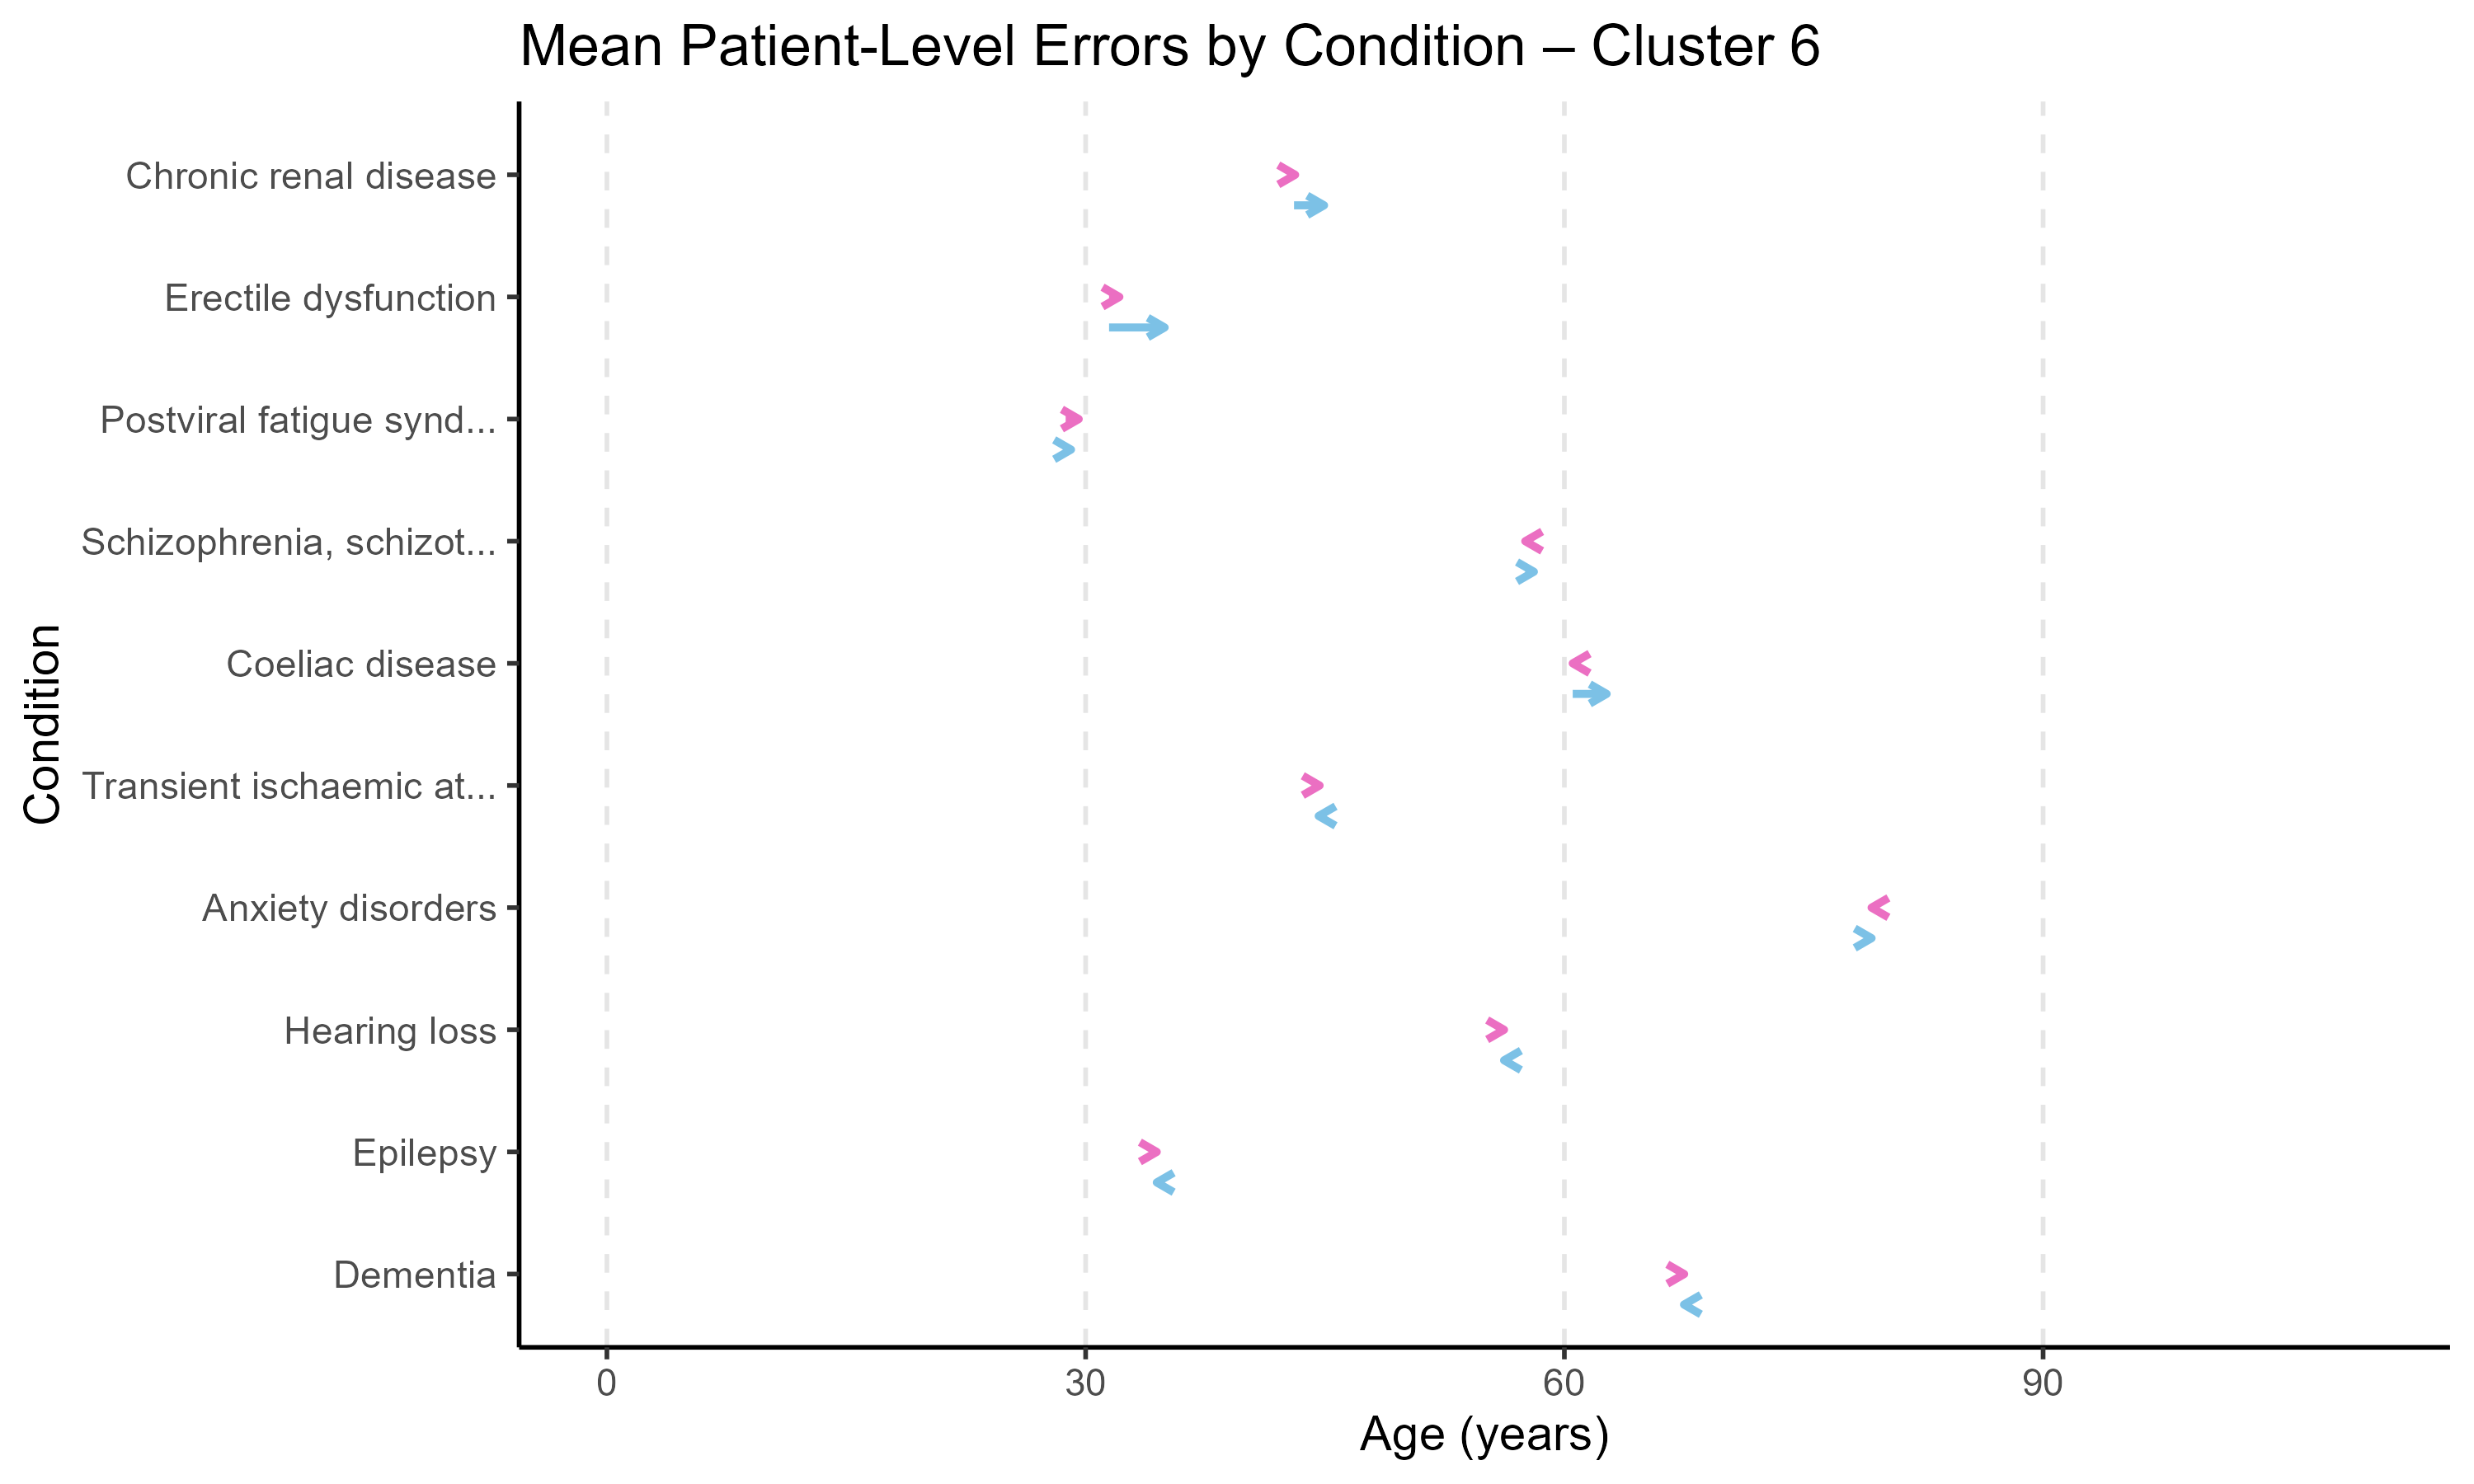 Mean Patient-Level Errors by Condition – Cluster 6
Chronic renal disease
Erectile dysfunction
Postviral fatigue synd...
Schizophrenia, schizot...
Coeliac disease
Transient ischaemic at...
Anxiety disorders
Hearing loss
Epilepsy
Dementia
Condition
0 30 60 90
Age (years)